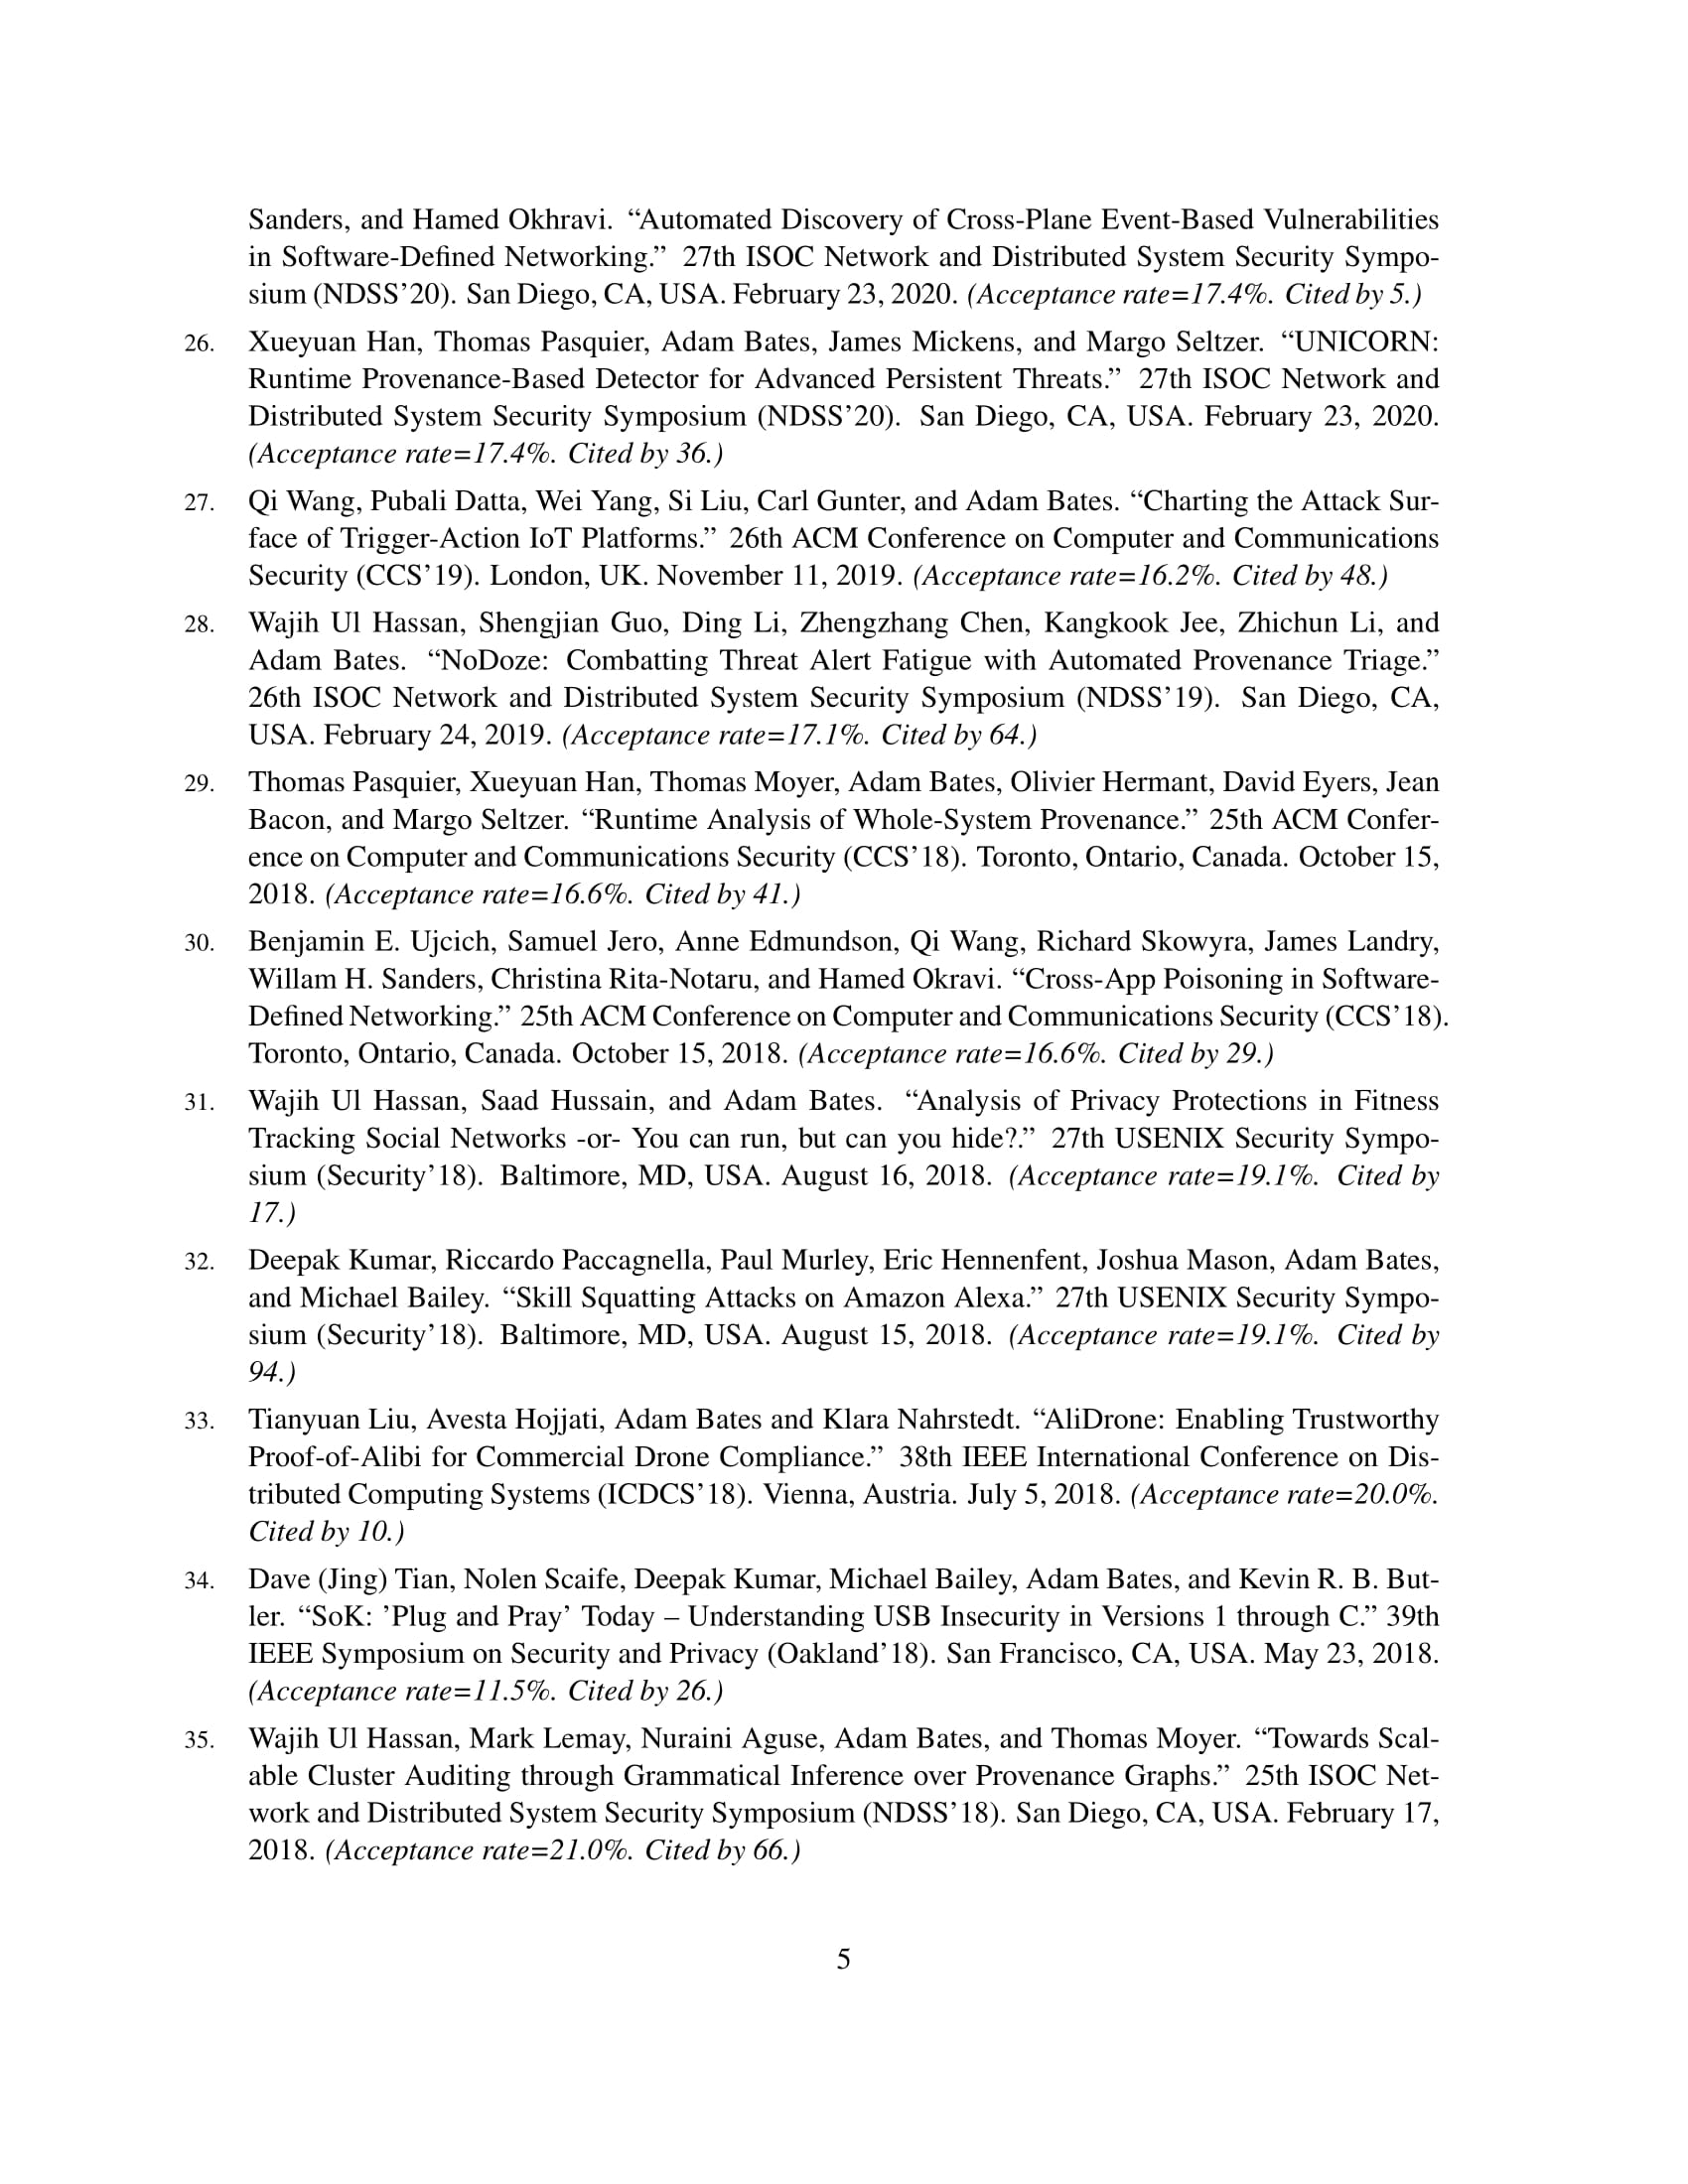 Sanders, and Hamed Okhravi. “Automated Discovery of Cross-Plane Event-Based Vulnerabilities
in Software-Defined Networking.” 27th ISOC Network and Distributed System Security Sympo-
sium (NDSS’20). San Diego, CA, USA. February 23, 2020. (Acceptance rate=17.4%. Cited by 5.)
26. Xueyuan Han, Thomas Pasquier, Adam Bates, James Mickens, and Margo Seltzer. “UNICORN:
Runtime Provenance-Based Detector for Advanced Persistent Threats.” 27th ISOC Network and
Distributed System Security Symposium (NDSS’20). San Diego, CA, USA. February 23, 2020.
(Acceptance rate=17.4%. Cited by 36.)
27. Qi Wang, Pubali Datta, Wei Yang, Si Liu, Carl Gunter, and Adam Bates. “Charting the Attack Sur-
face of Trigger-Action IoT Platforms.” 26th ACM Conference on Computer and Communications
Security (CCS’19). London, UK. November 11, 2019. (Acceptance rate=16.2%. Cited by 48.)
28. Wajih Ul Hassan, Shengjian Guo, Ding Li, Zhengzhang Chen, Kangkook Jee, Zhichun Li, and
Adam Bates. “NoDoze: Combatting Threat Alert Fatigue with Automated Provenance Triage.”
26th ISOC Network and Distributed System Security Symposium (NDSS’19). San Diego, CA,
USA. February 24, 2019. (Acceptance rate=17.1%. Cited by 64.)
29. Thomas Pasquier, Xueyuan Han, Thomas Moyer, Adam Bates, Olivier Hermant, David Eyers, Jean
Bacon, and Margo Seltzer. “Runtime Analysis of Whole-System Provenance.” 25th ACM Confer-
ence on Computer and Communications Security (CCS’18). Toronto, Ontario, Canada. October 15,
2018. (Acceptance rate=16.6%. Cited by 41.)
30. Benjamin E. Ujcich, Samuel Jero, Anne Edmundson, Qi Wang, Richard Skowyra, James Landry,
Willam H. Sanders, Christina Rita-Notaru, and Hamed Okravi. “Cross-App Poisoning in Software-
Defined Networking.” 25th ACM Conference on Computer and Communications Security (CCS’18).
Toronto, Ontario, Canada. October 15, 2018. (Acceptance rate=16.6%. Cited by 29.)
31. Wajih Ul Hassan, Saad Hussain, and Adam Bates. “Analysis of Privacy Protections in Fitness
Tracking Social Networks -or- You can run, but can you hide?.” 27th USENIX Security Sympo-
sium (Security’18). Baltimore, MD, USA. August 16, 2018. (Acceptance rate=19.1%. Cited by
17.)
32. Deepak Kumar, Riccardo Paccagnella, Paul Murley, Eric Hennenfent, Joshua Mason, Adam Bates,
and Michael Bailey. “Skill Squatting Attacks on Amazon Alexa.” 27th USENIX Security Sympo-
sium (Security’18). Baltimore, MD, USA. August 15, 2018. (Acceptance rate=19.1%. Cited by
94.)
33. Tianyuan Liu, Avesta Hojjati, Adam Bates and Klara Nahrstedt. “AliDrone: Enabling Trustworthy
Proof-of-Alibi for Commercial Drone Compliance.” 38th IEEE International Conference on Dis-
tributed Computing Systems (ICDCS’18). Vienna, Austria. July 5, 2018. (Acceptance rate=20.0%.
Cited by 10.)
34. Dave (Jing) Tian, Nolen Scaife, Deepak Kumar, Michael Bailey, Adam Bates, and Kevin R. B. But-
ler. “SoK: ’Plug and Pray’ Today – Understanding USB Insecurity in Versions 1 through C.” 39th
IEEE Symposium on Security and Privacy (Oakland’18). San Francisco, CA, USA. May 23, 2018.
(Acceptance rate=11.5%. Cited by 26.)
35. Wajih Ul Hassan, Mark Lemay, Nuraini Aguse, Adam Bates, and Thomas Moyer. “Towards Scal-
able Cluster Auditing through Grammatical Inference over Provenance Graphs.” 25th ISOC Net-
work and Distributed System Security Symposium (NDSS’18). San Diego, CA, USA. February 17,
2018. (Acceptance rate=21.0%. Cited by 66.)
5